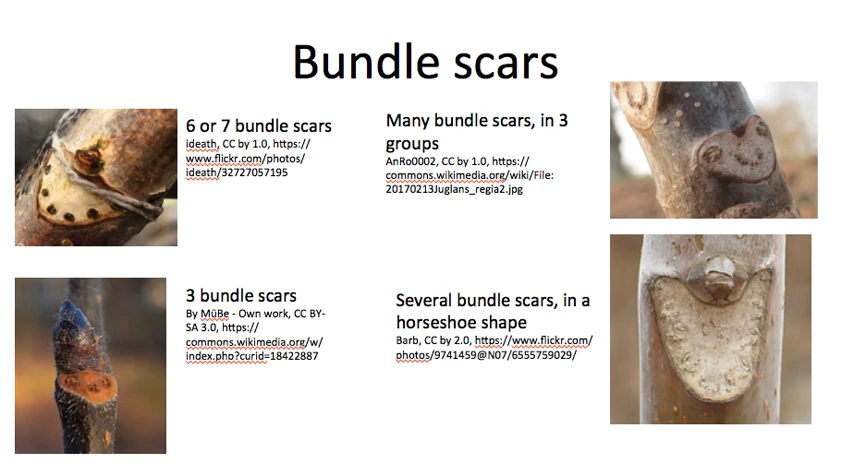 Bundle scars
6 or 7 bundle scars
ideath, CC by 1.0, https://
www.flickr.com/photos/
ideath/32727057195
Many bundle scars, in 3
groups
AnRo0002, CC by 1.0, https://
commons.wikimedia.org/wiki/File:
20170213Juglans_regia2.jpg
3 bundle scars
By MüBe - Own work, CC BY-
SA 3.0, https://
commons.wikimedia.org/w/
index.php?curid=18422887
Several bundle scars, in a
horseshoe shape
Barb, CC by 2.0, https://www.flickr.com/
photos/9741459@N07/6555759029/